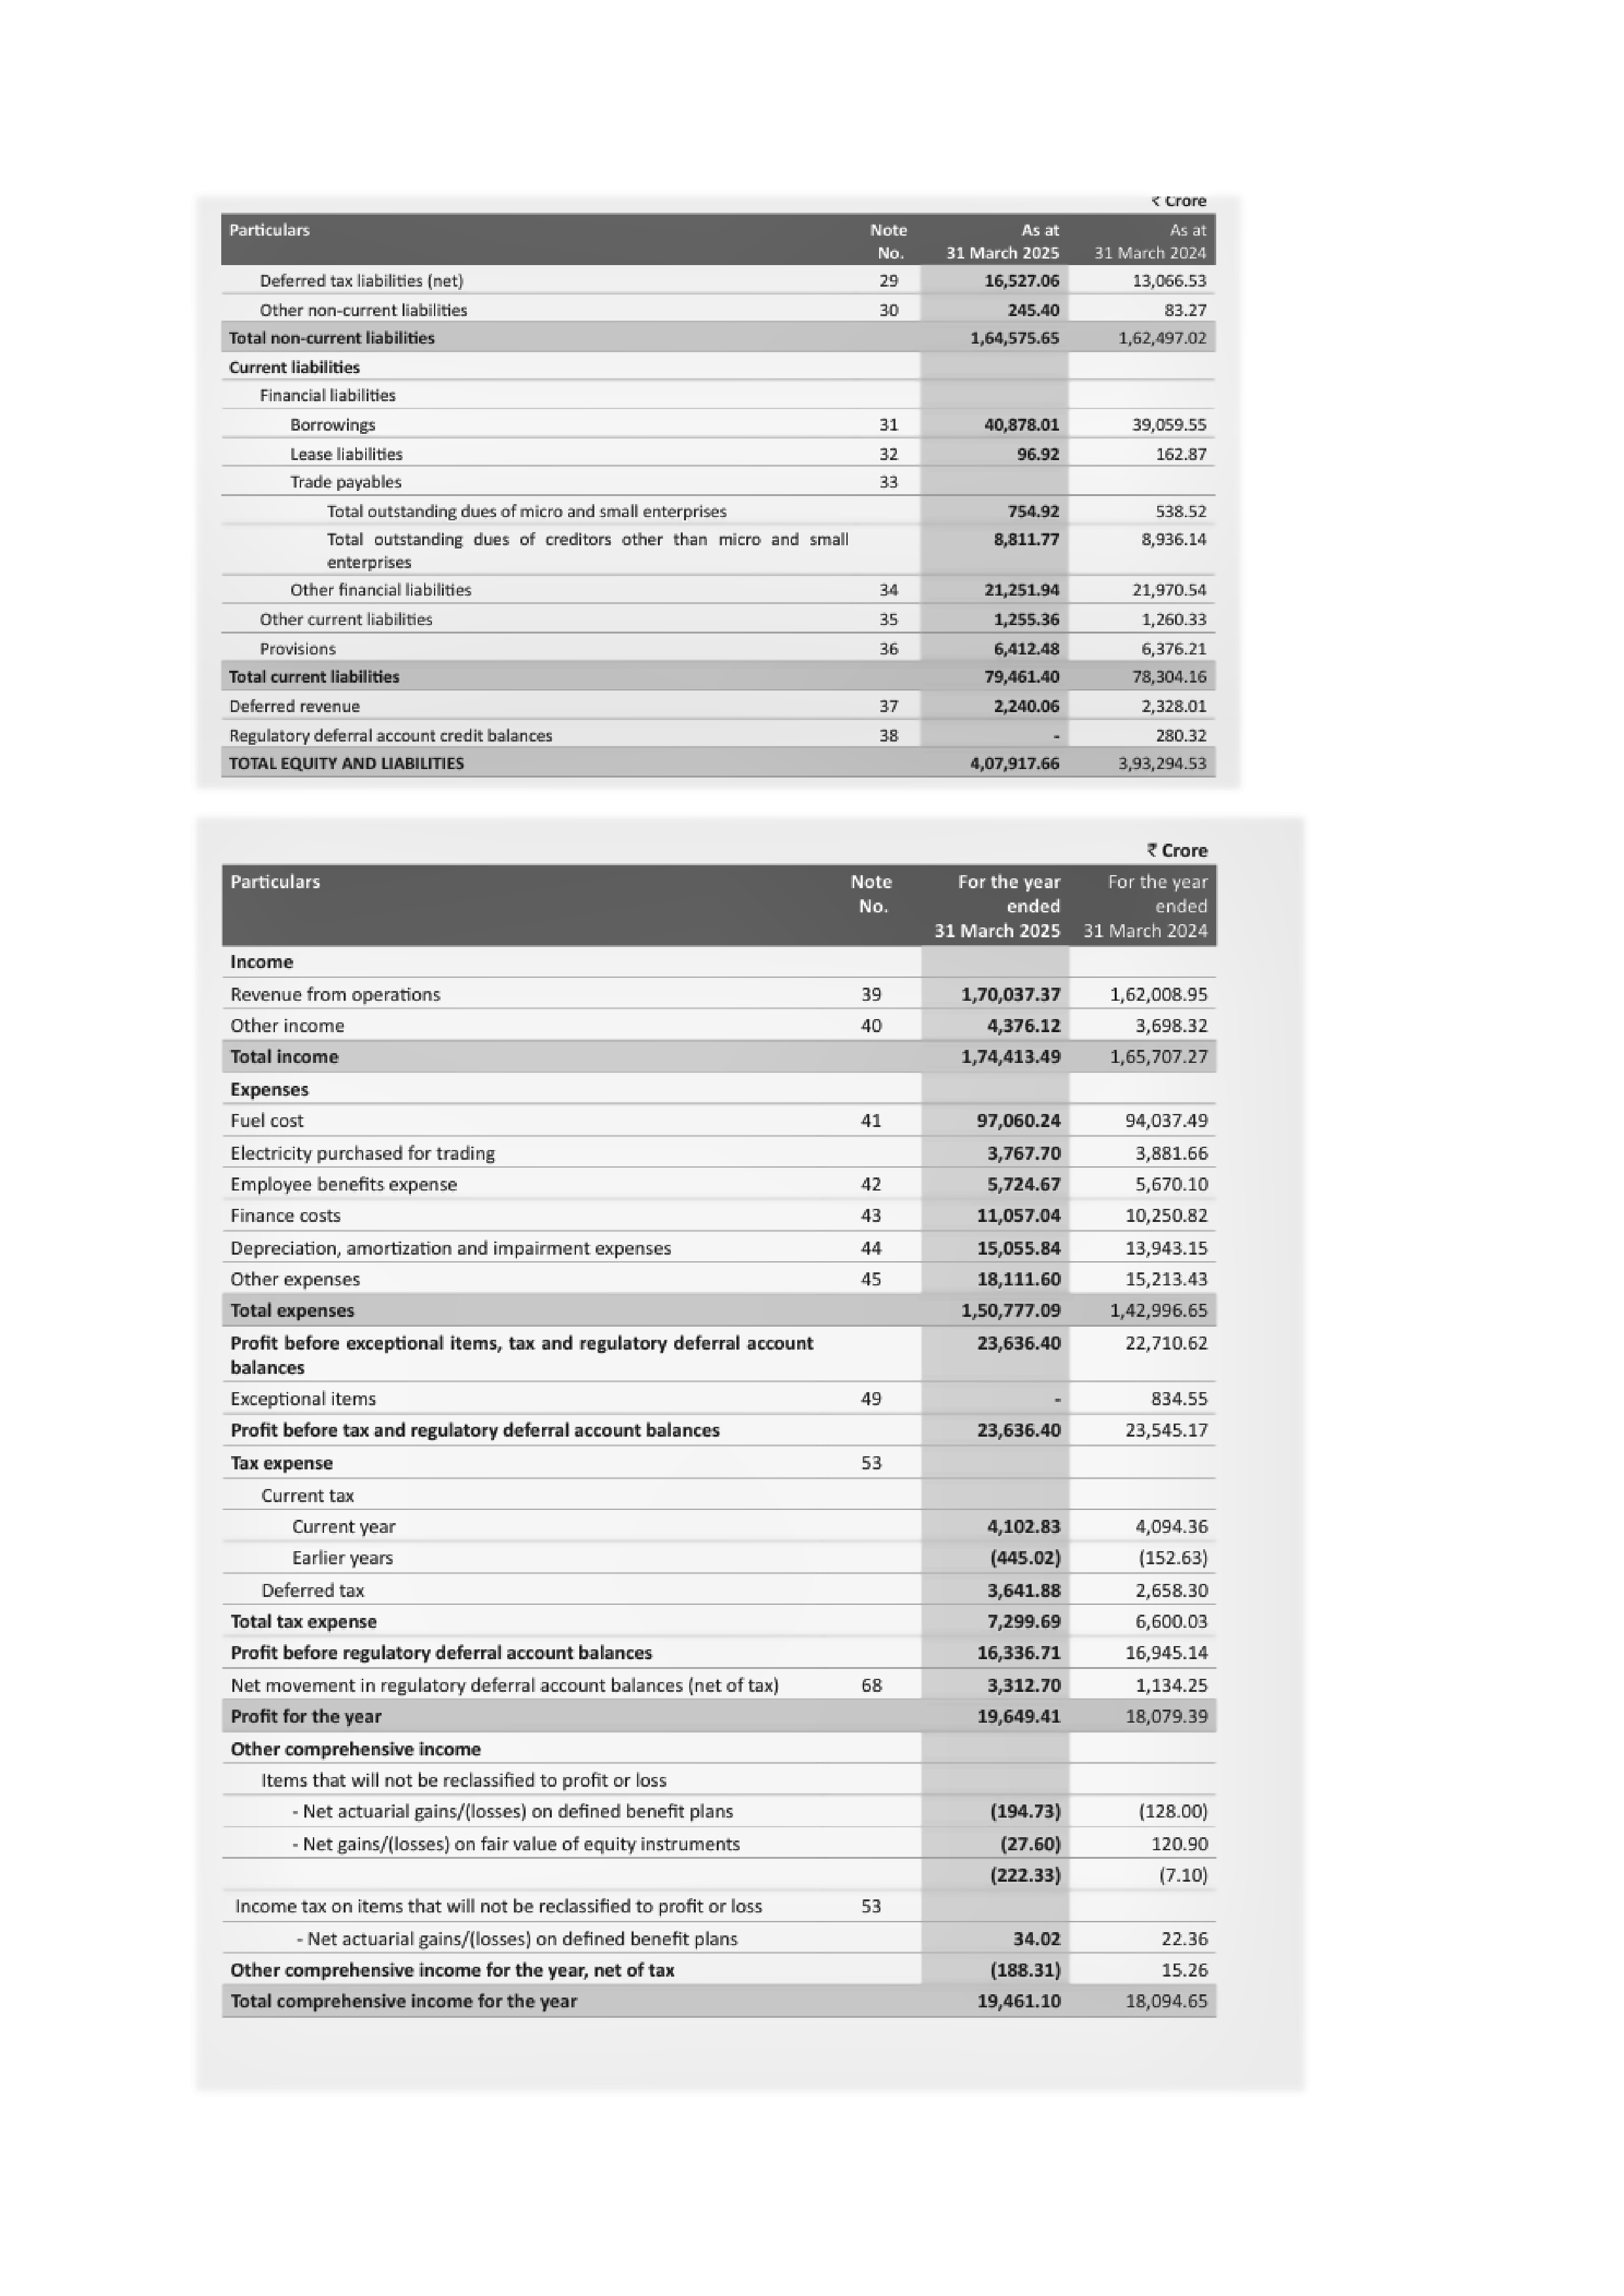 ₹ Crore
Particulars Note No. As at 31 March 2025 As at 31 March 2024
Deferred tax liabilities (net) 29 16,527.06 13,066.53
Other non-current liabilities 30 245.40 83.27
Total non-current liabilities 1,64,575.65 1,62,497.02
Current liabilities
Financial liabilities
Borrowings 31 40,878.01 39,059.55
Lease liabilities 32 96.92 162.87
Trade payables 33
Total outstanding dues of micro and small enterprises 754.92 538.52
Total outstanding dues of creditors other than micro and small enterprises 8,811.77 8,936.14
Other financial liabilities 34 21,251.94 21,970.54
Other current liabilities 35 1,255.36 1,260.33
Provisions 36 6,412.48 6,376.21
Total current liabilities 79,461.40 78,304.16
Deferred revenue 37 2,240.06 2,328.01
Regulatory deferral account credit balances 38 - 280.32
TOTAL EQUITY AND LIABILITIES 4,07,917.66 3,93,294.53
₹ Crore
Particulars Note No. For the year ended 31 March 2025 For the year ended 31 March 2024
Income
Revenue from operations 39 1,70,037.37 1,62,008.95
Other income 40 4,376.12 3,698.32
Total income 1,74,413.49 1,65,707.27
Expenses
Fuel cost 41 97,060.24 94,037.49
Electricity purchased for trading 3,767.70 3,881.66
Employee benefits expense 42 5,724.67 5,670.10
Finance costs 43 11,057.04 10,250.82
Depreciation, amortization and impairment expenses 44 15,055.84 13,943.15
Other expenses 45 18,111.60 15,213.43
Total expenses 1,50,777.09 1,42,996.65
Profit before exceptional items, tax and regulatory deferral account balances 23,636.40 22,710.62
Exceptional items 49 - 834.55
Profit before tax and regulatory deferral account balances 23,636.40 23,545.17
Tax expense 53
Current tax
Current year 4,102.83 4,094.36
Earlier years (445.02) (152.63)
Deferred tax 3,641.88 2,658.30
Total tax expense 7,299.69 6,600.03
Profit before regulatory deferral account balances 16,336.71 16,945.14
Net movement in regulatory deferral account balances (net of tax) 68 3,312.70 1,134.25
Profit for the year 19,649.41 18,079.39
Other comprehensive income
Items that will not be reclassified to profit or loss
- Net actuarial gains/(losses) on defined benefit plans (194.73) (128.00)
- Net gains/(losses) on fair value of equity instruments (27.60) 120.90
(222.33) (7.10)
Income tax on items that will not be reclassified to profit or loss 53
- Net actuarial gains/(losses) on defined benefit plans 34.02 22.36
Other comprehensive income for the year, net of tax (188.31) 15.26
Total comprehensive income for the year 19,461.10 18,094.65